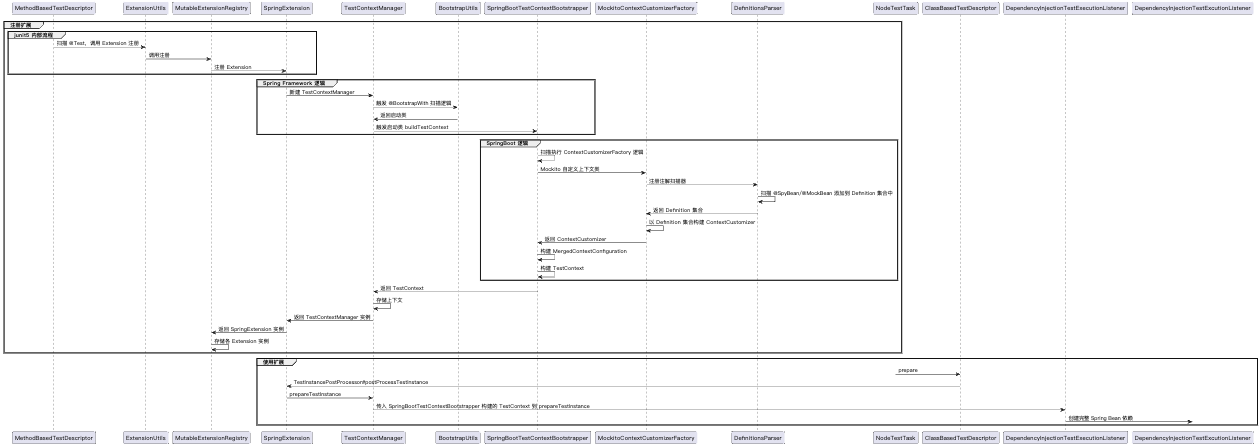 MethodBasedTestDescriptor
ExtensionUtils
MutableExtensionRegistry
SpringExtension
TestContextManager
BootstrapUtils
SpringBootTestContextBootstrapper
MockitoContextCustomizerFactory
DefinitionsParser
NodeTestTask
ClassBasedTestDescriptor
DependencyInjectionTestExecutionListener
DependencyInjectionTestExcutionListener
注册扩展
junit5 内部流程
扫描 @Test，调用 Extension 注册
调用注册
注册 Extension
Spring Framework 逻辑
新建 TestContextManager
触发 @BootstrapWith 扫描逻辑
返回启动类
触发启动类 buildTestContext
SpringBoot 逻辑
扫描执行 ContextCustomizerFactory 逻辑
Mockito 自定义上下文类
注册注解扫描器
扫描 @SpyBean/@MockBean 添加到 Definition 集合中
返回 Definition 集合
以 Definition 集合构建 ContextCustomizer
返回 ContextCustomizer
构建 MergedContextConfiguration
构建 TestContext
返回 TestContext
存储上下文
返回 TestContextManager 实例
返回 SpringExtension 实例
存储各 Extension 实例
使用扩展
prepare
TestInstancePostProcessor#postProcessTestInstance
prepareTestInstance
传入 SpringBootTestContextBootstrapper 构建的 TestContext 到 prepareTestInstance
创建完整 Spring Bean 依赖
MethodBasedTestDescriptor
ExtensionUtils
MutableExtensionRegistry
SpringExtension
TestContextManager
BootstrapUtils
SpringBootTestContextBootstrapper
MockitoContextCustomizerFactory
DefinitionsParser
NodeTestTask
ClassBasedTestDescriptor
DependencyInjectionTestExecutionListener
DependencyInjectionTestExcutionListener